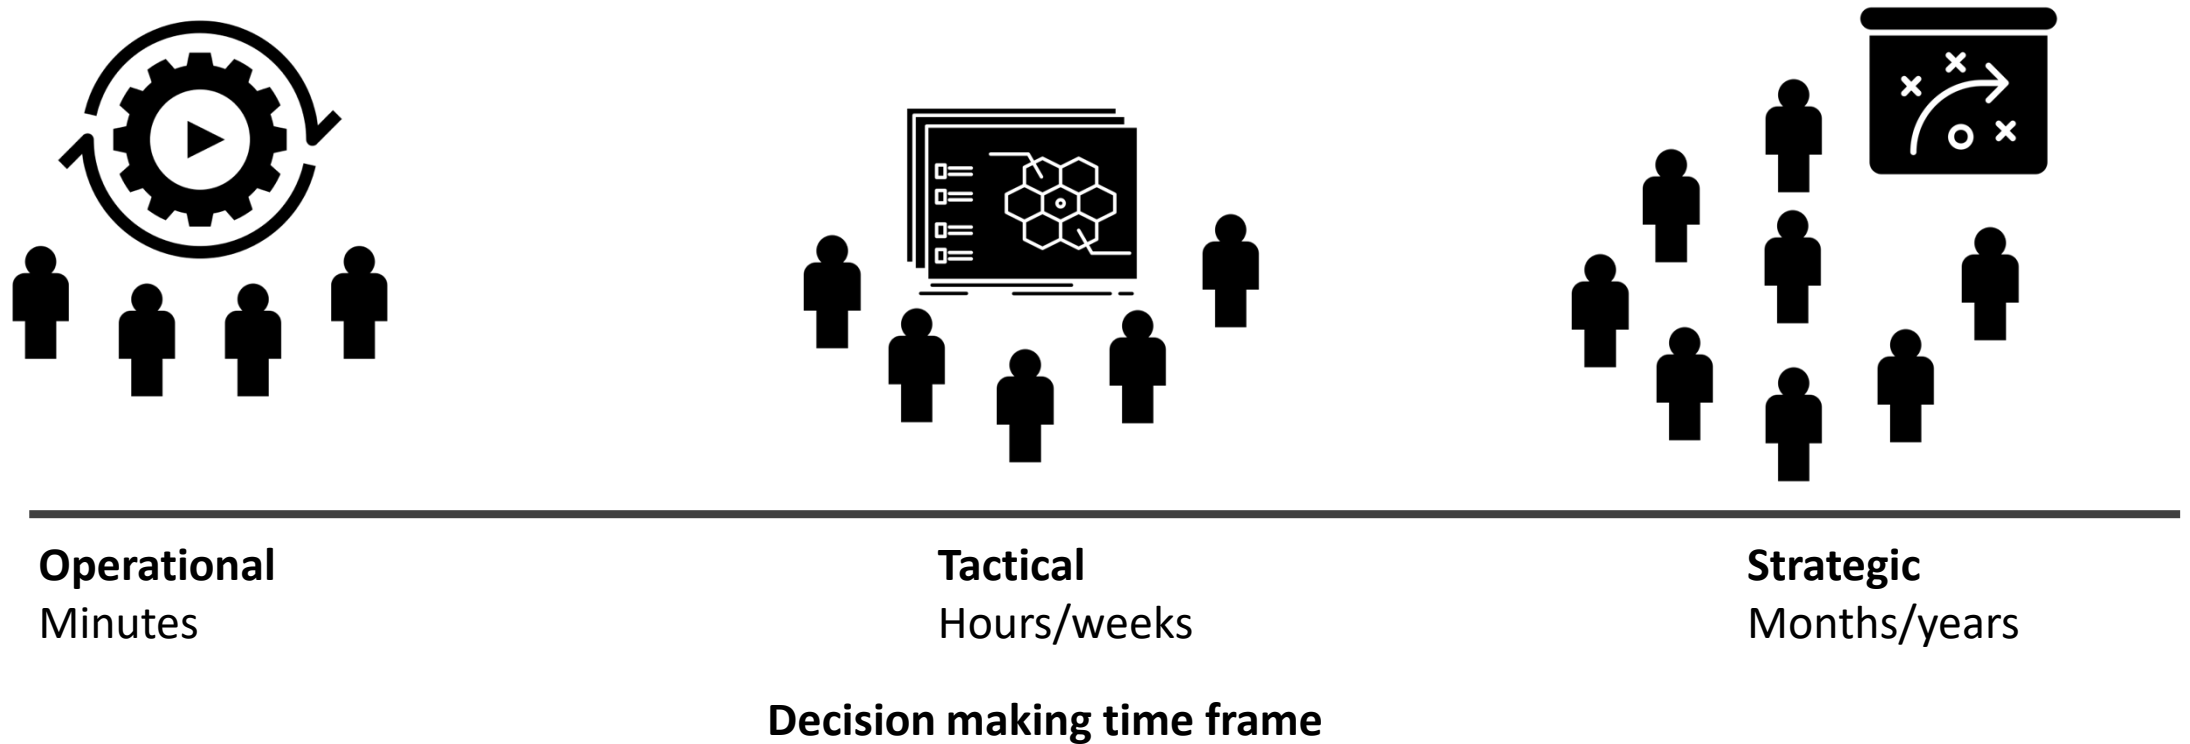 Operational
Minutes
Tactical
Hours/weeks
Strategic
Months/years
Decision making time frame